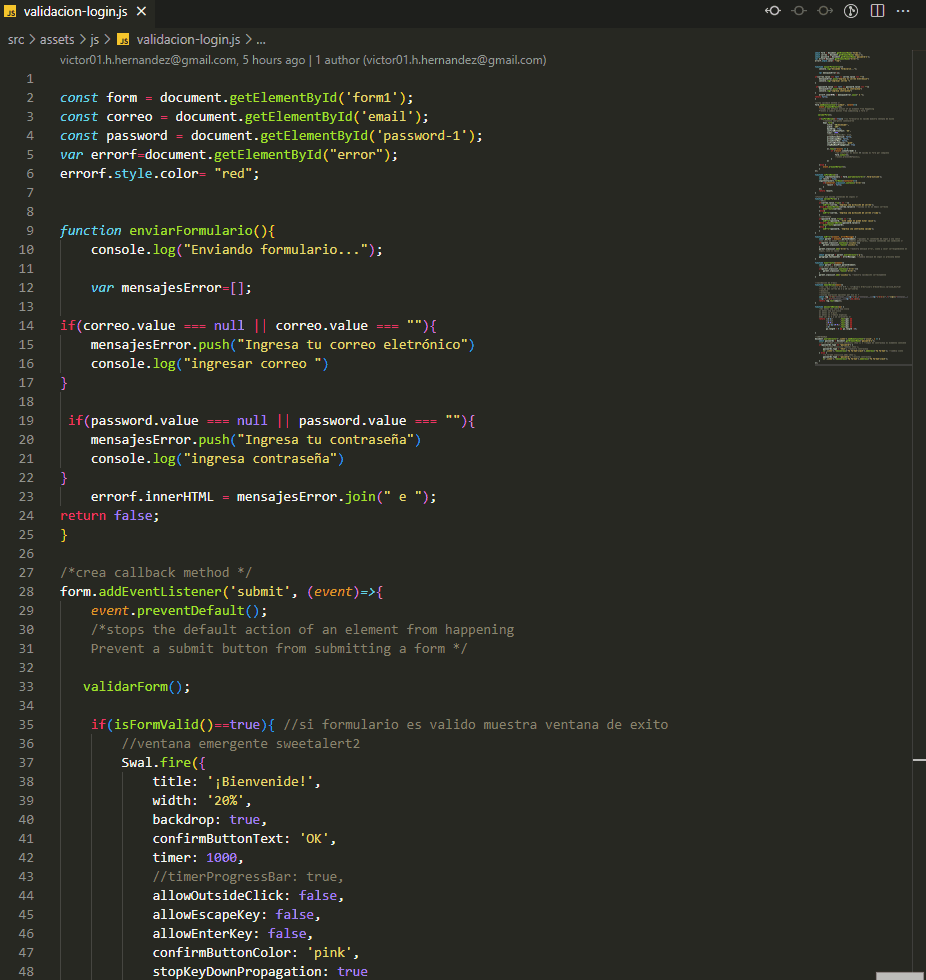 validacion-login.js
src > assets > js > validacion-login.js > ...
victor01.h.hernandez@gmail.com, 5 hours ago | 1 author (victor01.h.hernandez@gmail.com)
1
2 const form = document.getElementById('form1');
3 const correo = document.getElementById('email');
4 const password = document.getElementById('password-1');
5 var errorf=document.getElementById("error");
6 errorf.style.color= "red";
7
8
9 function enviarFormulario(){
10     console.log("Enviando formulario...");
11
12     var mensajesError=[];
13
14 if(correo.value === null || correo.value === ""){
15     mensajesError.push("Ingresa tu correo eletrónico")
16     console.log("ingresar correo ")
17 }
18
19  if(password.value === null || password.value === ""){
20     mensajesError.push("Ingresa tu contraseña")
21     console.log("ingresa contraseña")
22 }
23     errorf.innerHTML = mensajesError.join(" e ");
24 return false;
25 }
26
27 /*crea callback method */
28 form.addEventListener('submit', (event)=>{
29     event.preventDefault();
30     /*stops the default action of an element from happening
31     Prevent a submit button from submitting a form */
32
33    validarForm();
34
35     if(isFormValid()==true){ //si formulario es valido muestra ventana de exito
36         //ventana emergente sweetalert2
37         Swal.fire({
38             title: '¡Bienvenide!',
39             width: '20%',
40             backdrop: true,
41             confirmButtonText: 'OK',
42             timer: 1000,
43             //timerProgressBar: true,
44             allowOutsideClick: false,
45             allowEscapeKey: false,
46             allowEnterKey: false,
47             confirmButtonColor: 'pink',
48             stopKeyDownPropagation: true